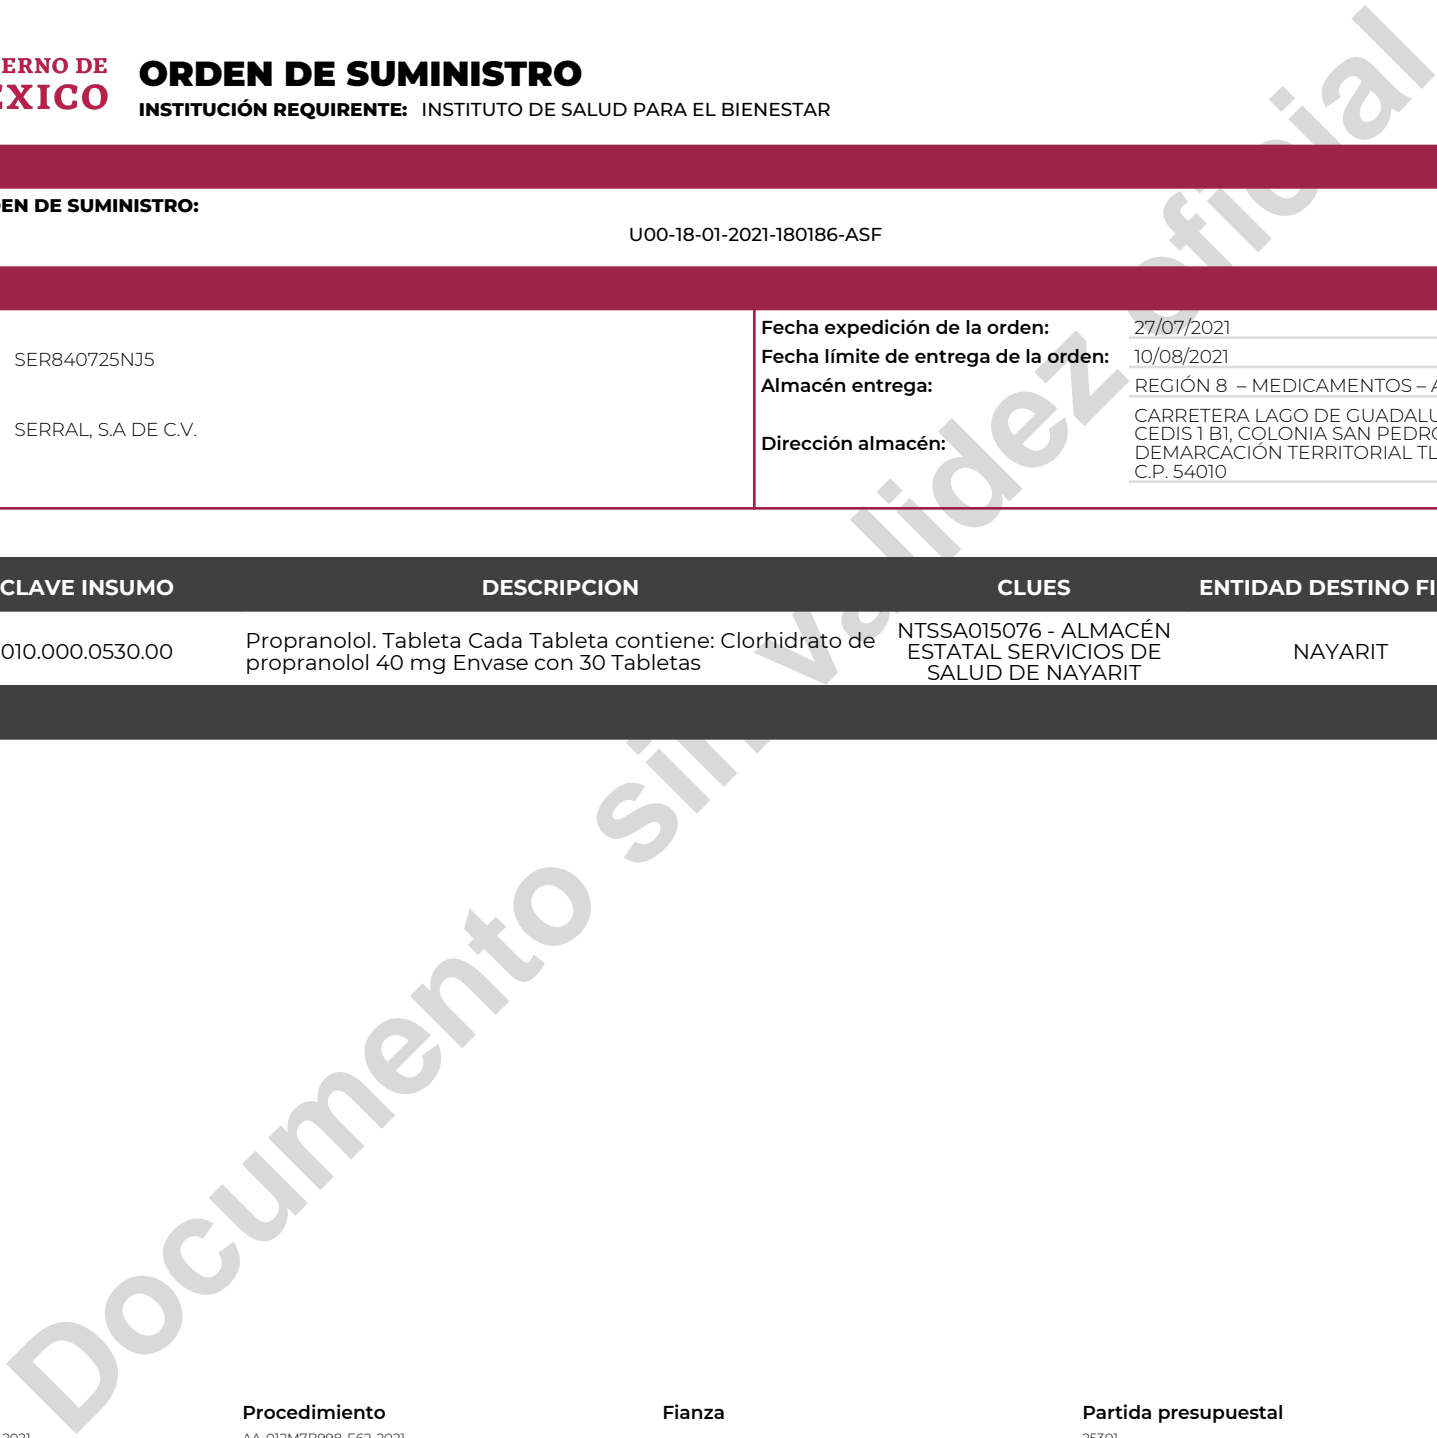 ERNO DE
EXICO
ORDEN DE SUMINISTRO
INSTITUCIÓN REQUIRENTE: INSTITUTO DE SALUD PARA EL BIENESTAR
EN DE SUMINISTRO:
U00-18-01-2021-180186-ASF
SER840725NJ5
SERRAL, S.A DE C.V.
Fecha expedición de la orden: 27/07/2021
Fecha límite de entrega de la orden: 10/08/2021
Almacén entrega: REGIÓN 8 – MEDICAMENTOS –
Dirección almacén:
CARRETERA LAGO DE GUADALU
CEDIS 1 B1, COLONIA SAN PEDRO
DEMARCACIÓN TERRITORIAL TL
C.P. 54010
CLAVE INSUMO DESCRIPCION CLUES ENTIDAD DESTINO FI
010.000.0530.00
Propranolol. Tableta Cada Tableta contiene: Clorhidrato de
propranolol 40 mg Envase con 30 Tabletas
NTSSA015076 - ALMACÉN
ESTATAL SERVICIOS DE
SALUD DE NAYARIT
NAYARIT
Documento sin validez oficial
Procedimiento Fianza Partida presupuestal